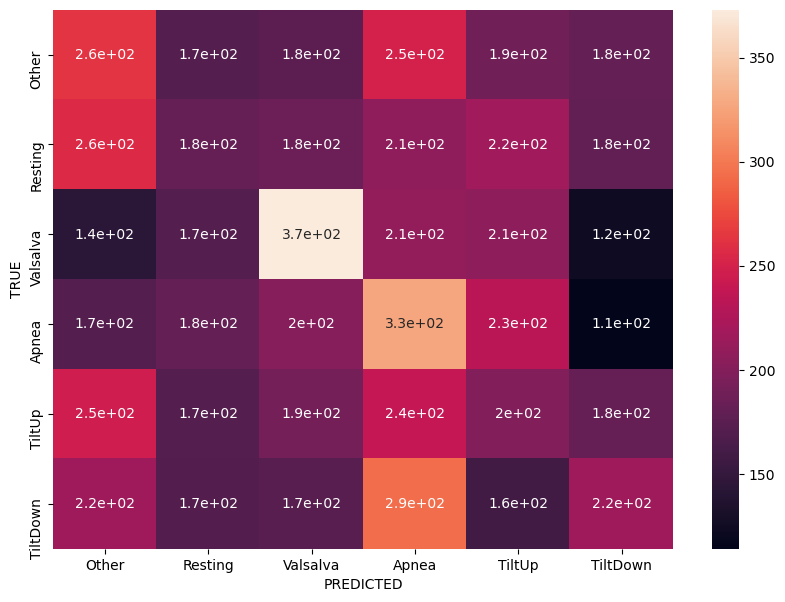 Other 2.6e+02 1.7e+02 1.8e+02 2.5e+02 1.9e+02 1.8e+02
Resting 2.6e+02 1.8e+02 1.8e+02 2.1e+02 2.2e+02 1.8e+02
Valsalva 1.4e+02 1.7e+02 3.7e+02 2.1e+02 2.1e+02 1.2e+02
Apnea 1.7e+02 1.8e+02 2e+02 3.3e+02 2.3e+02 1.1e+02
TiltUp 2.5e+02 1.7e+02 1.9e+02 2.4e+02 2e+02 1.8e+02
TiltDown 2.2e+02 1.7e+02 1.7e+02 2.9e+02 1.6e+02 2.2e+02
TRUE
Other Resting Valsalva Apnea TiltUp TiltDown
PREDICTED
350
300
250
200
150